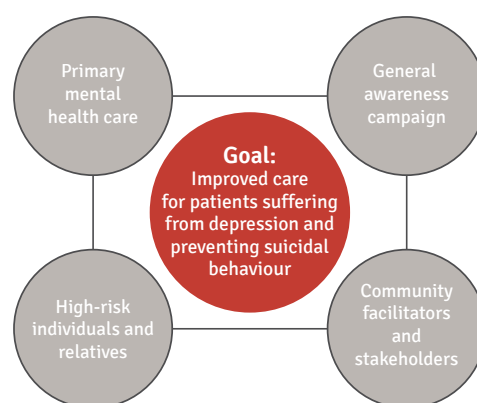 Primary
mental
health care
General
awareness
campaign
Goal:
Improved care
for patients suffering
from depression and
preventing suicidal
behaviour
High-risk
individuals and
relatives
Community
facilitators
and
stakeholders